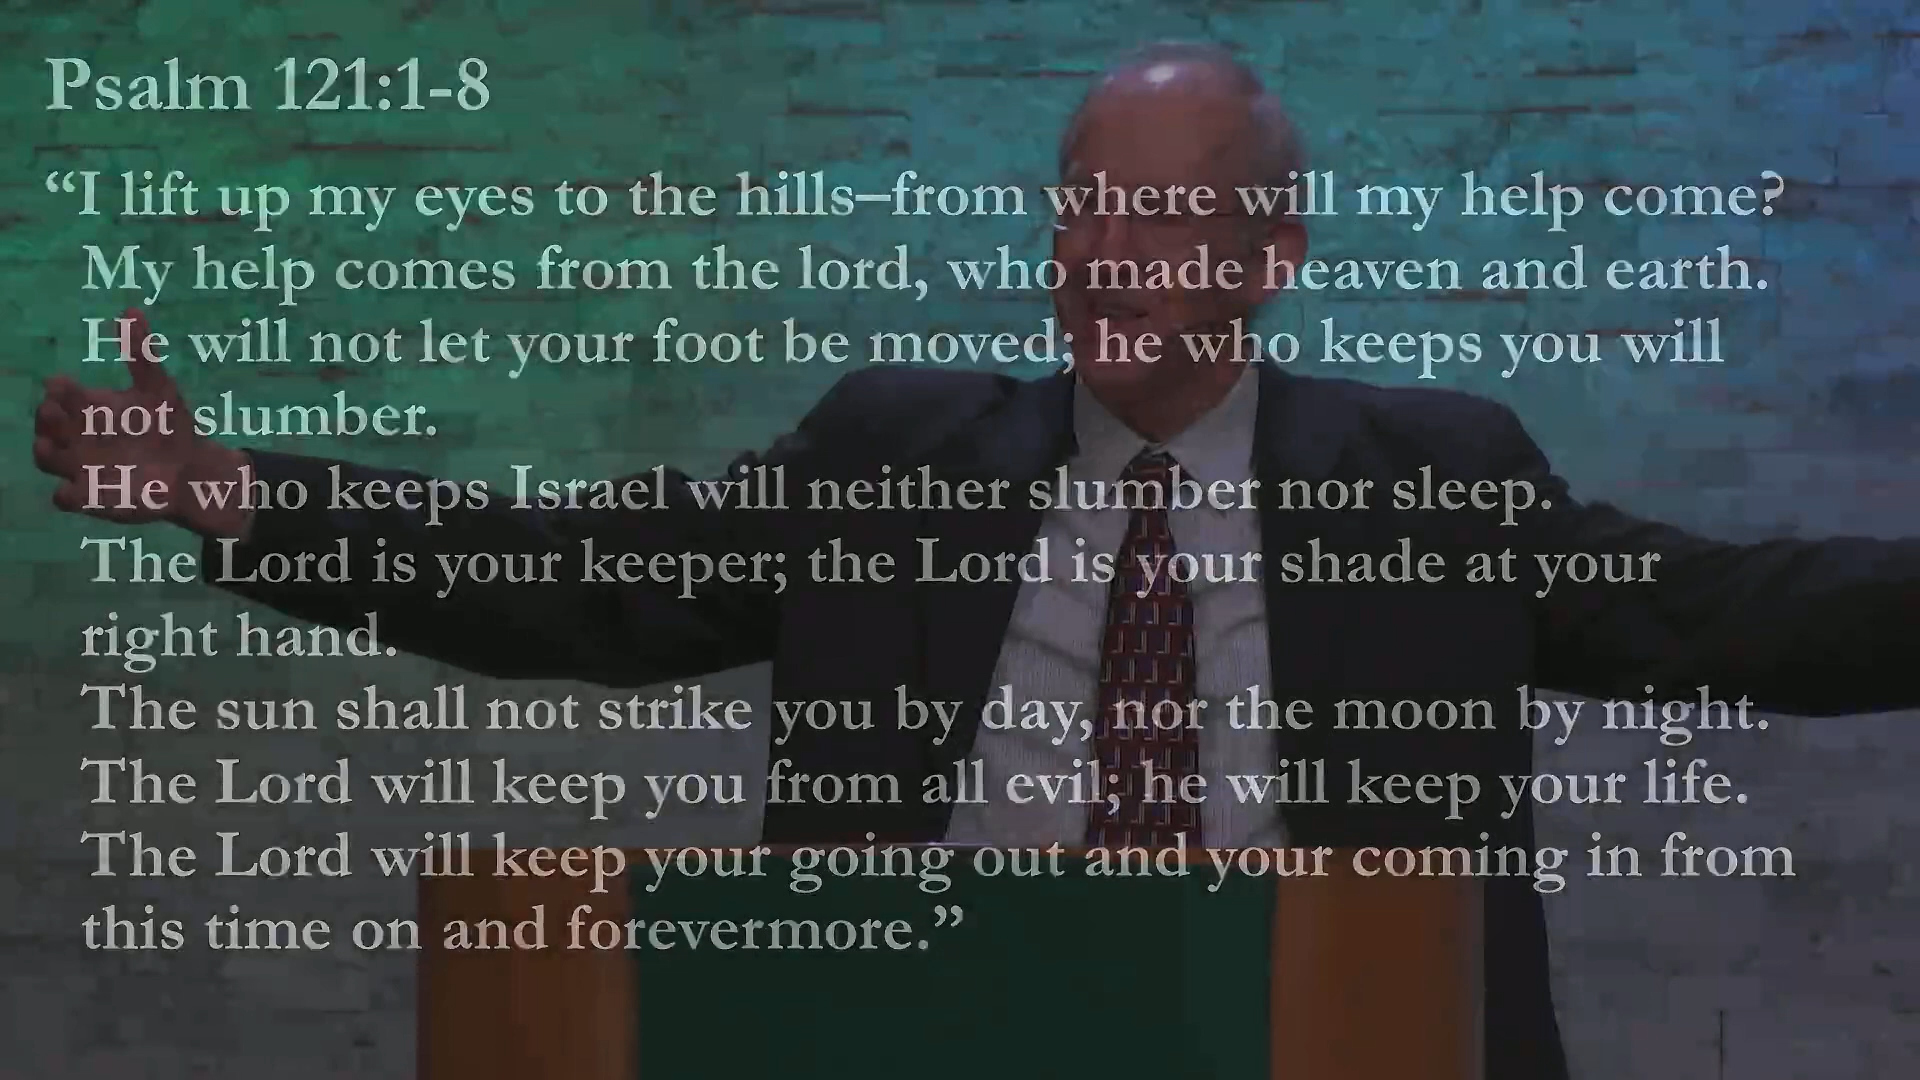 Psalm 121:1-8
“I lift up my eyes to the hills–from where will my help come?
My help comes from the lord, who made heaven and earth.
He will not let your foot be moved; he who keeps you will
not slumber.
He who keeps Israel will neither slumber nor sleep.
The Lord is your keeper; the Lord is your shade at your
right hand.
The sun shall not strike you by day, nor the moon by night.
The Lord will keep you from all evil; he will keep your life.
The Lord will keep your going out and your coming in from
this time on and forevermore.”